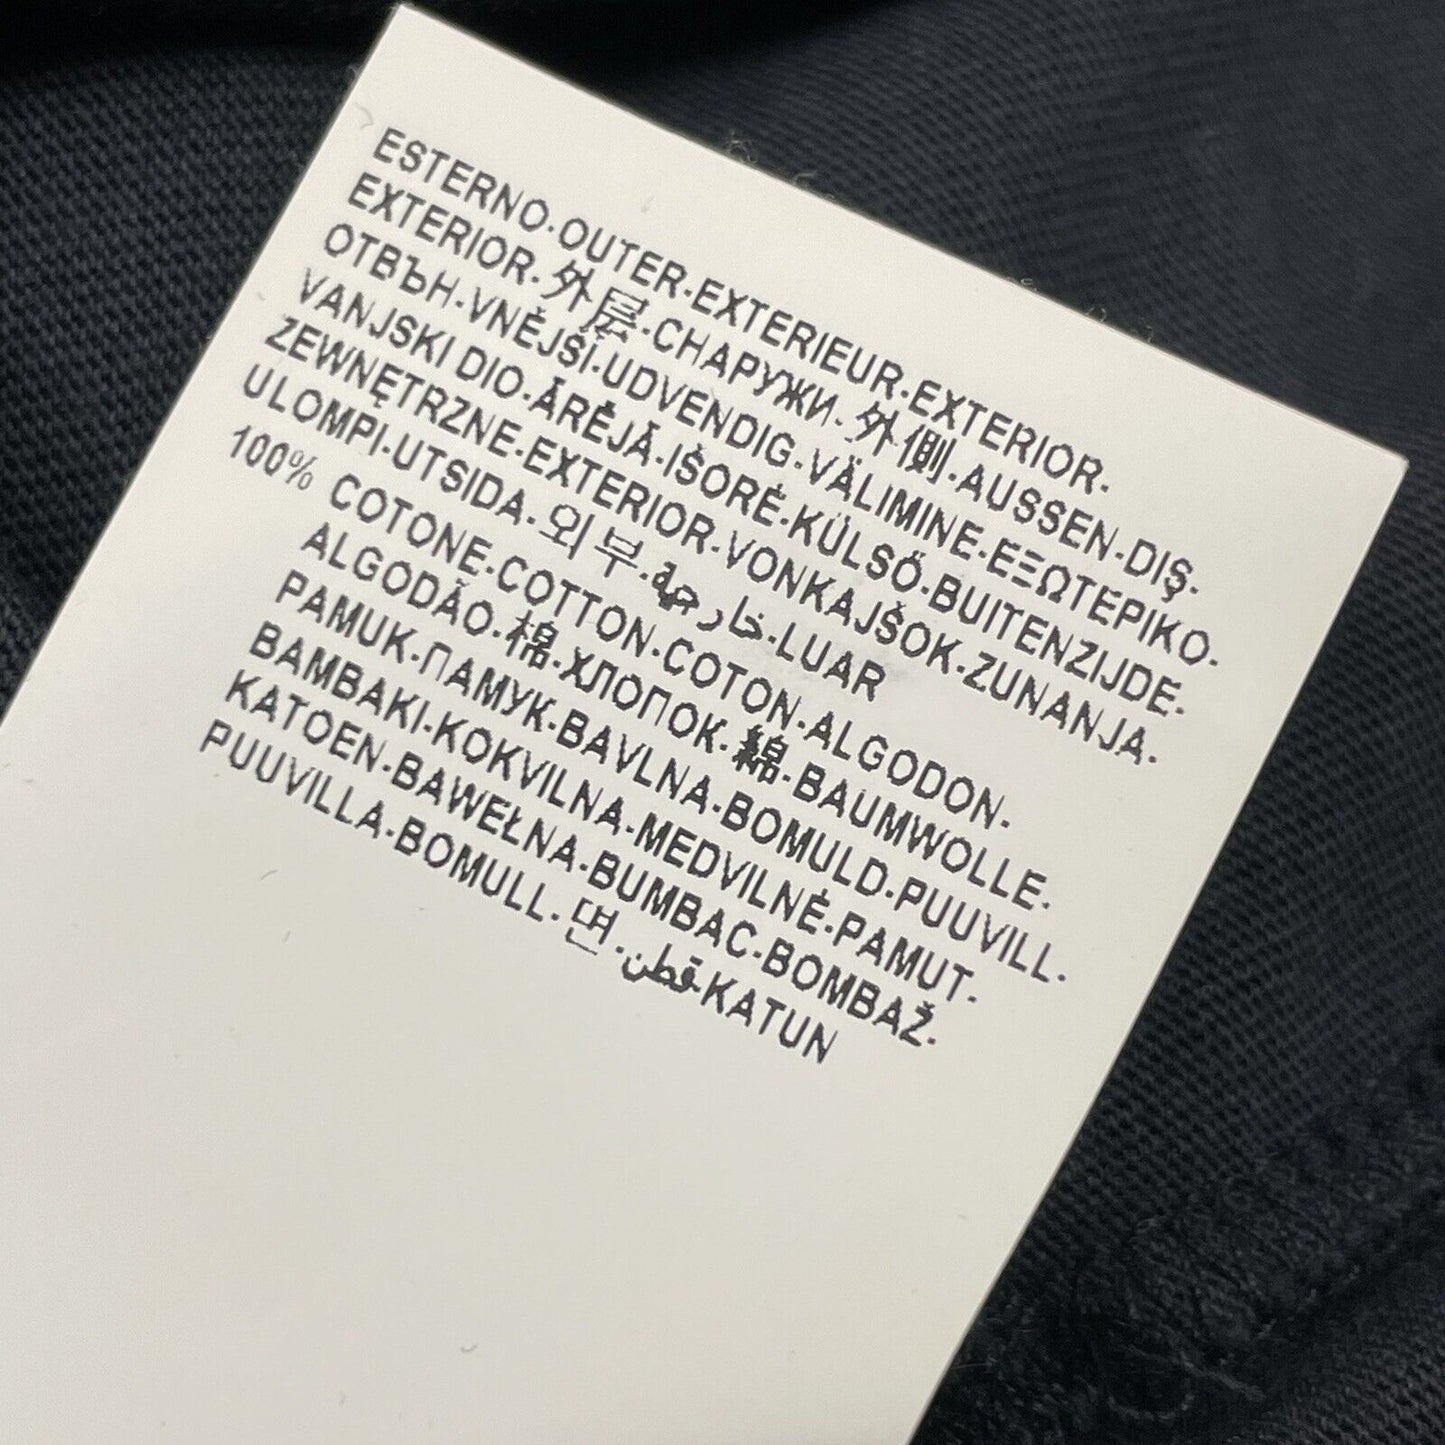 ESTERNO·OUTER·EXTERIEUR·EXTERIOR·
EXTERIOR·外层·СНАРУЖИ·外側·AUSSEN·DIŞ·
ОТВЪН·VNĚJŠÍ·UDVENDIG·VÄLIMINE·ΕΞΩΤΕΡΙΚΟ·
VANJSKI DIO·ĀRĒJĀ·IŠORĖ·KÜLSŐ·BUITENZIJDE·
ZEWNĘTRZNE·EXTERIOR·VONKAJŠOK·ZUNANJA·
ULOMPI·UTSIDA·외부·خارجية·LUAR
100% COTONE·COTTON·COTON·ALGODON·
ALGODÃO·棉·ХЛОПОК·綿·BAUMWOLLE·
PAMUK·ПАМУК·BAVLNA·BOMULD·PUUVILL·
BAMBAKI·KOKVILNA·MEDVILNĖ·PAMUT·
KATOEN·BAWEŁNA·BUMBAC·BOMBAŽ·
PUUVILLA·BOMULL·면·قطن·KATUN